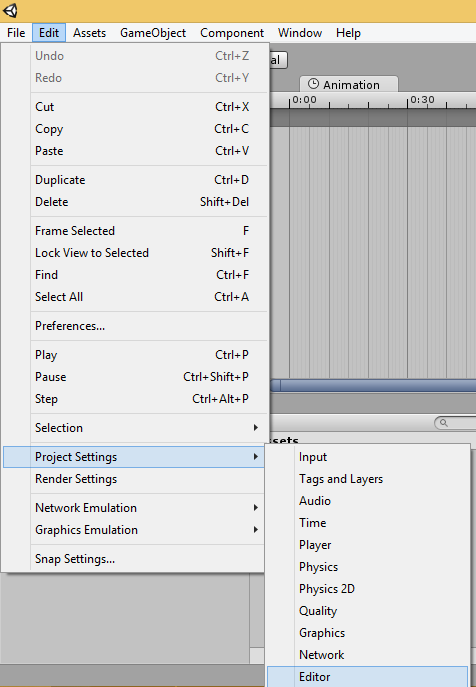 File Edit Assets GameObject Component Window Help
Undo Ctrl+Z
Redo Ctrl+Y
al
Animation
0:00 0:30
Cut Ctrl+X
Copy Ctrl+C
Paste Ctrl+V
Duplicate Ctrl+D
Delete Shift+Del
Frame Selected F
Lock View to Selected Shift+F
Find Ctrl+F
Select All Ctrl+A
Preferences...
Play Ctrl+P
Pause Ctrl+Shift+P
Step Ctrl+Alt+P
Selection
Project Settings
Render Settings
Network Emulation
Graphics Emulation
Snap Settings...
sets
Input
Tags and Layers
Audio
Time
Player
Physics
Physics 2D
Quality
Graphics
Network
Editor